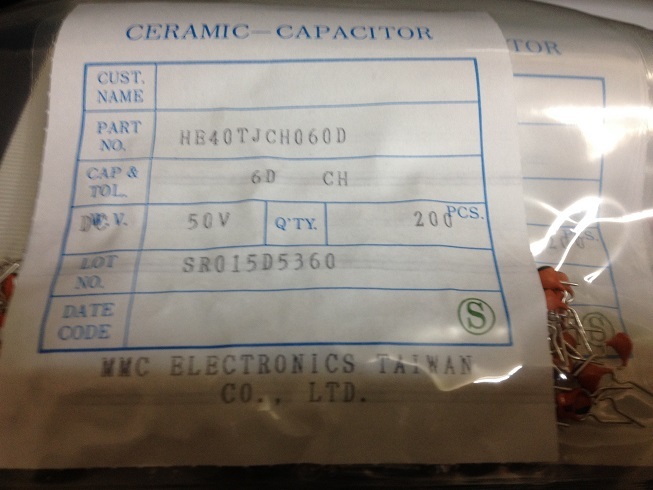 CERAMIC-CAPACITOR
CUST. NAME
PART NO. HE40TJCH060D
CAP & TOL. 6D CH
V. 50V Q'TY. 200 PCS.
LOT NO. SR015D5360
DATE CODE S
MMC ELECTRONICS TAIWAN
CO., LTD.
TOR
S